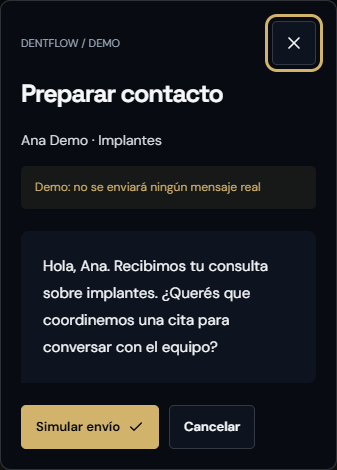 DENTFLOW / DEMO
Preparar contacto
Ana Demo · Implantes
Demo: no se enviará ningún mensaje real
Hola, Ana. Recibimos tu consulta
sobre implantes. ¿Querés que
coordinemos una cita para
conversar con el equipo?
Simular envío
Cancelar